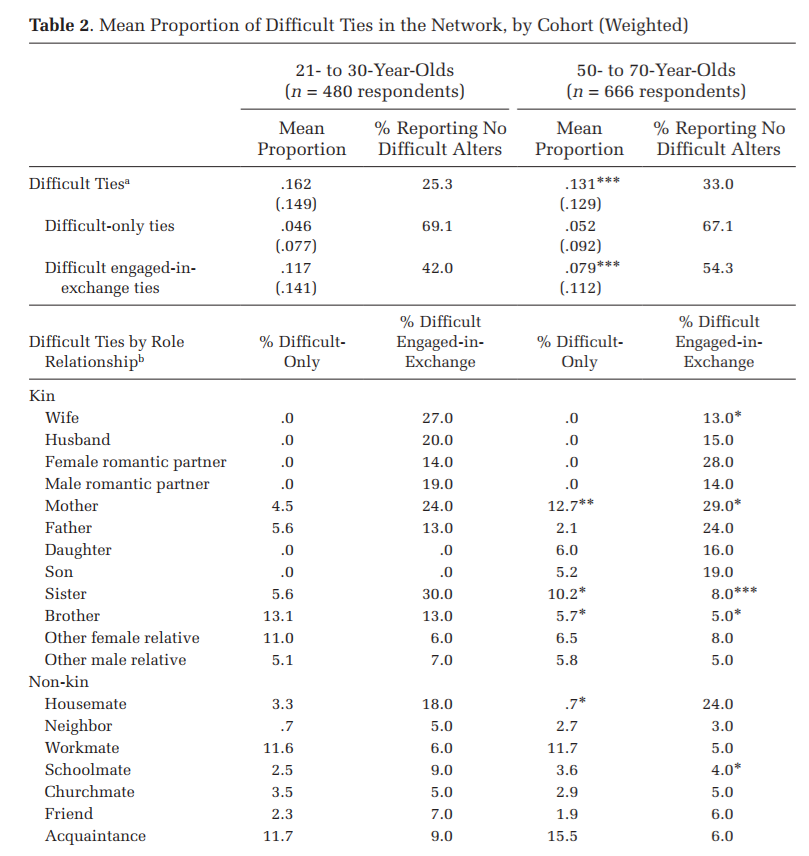 Table 2. Mean Proportion of Difficult Ties in the Network, by Cohort (Weighted)
21- to 30-Year-Olds 50- to 70-Year-Olds
(n = 480 respondents) (n = 666 respondents)
Mean % Reporting No Mean % Reporting No
Proportion Difficult Alters Proportion Difficult Alters
Difficult Tiesᵃ .162 25.3 .131*** 33.0
(.149) (.129)
Difficult-only ties .046 69.1 .052 67.1
(.077) (.092)
Difficult engaged-in- .117 42.0 .079*** 54.3
exchange ties (.141) (.112)
% Difficult % Difficult
Difficult Ties by Role % Difficult- Engaged-in- % Difficult- Engaged-in-
Relationshipᵇ Only Exchange Only Exchange
Kin
Wife .0 27.0 .0 13.0*
Husband .0 20.0 .0 15.0
Female romantic partner .0 14.0 .0 28.0
Male romantic partner .0 19.0 .0 14.0
Mother 4.5 24.0 12.7** 29.0*
Father 5.6 13.0 2.1 24.0
Daughter .0 .0 6.0 16.0
Son .0 .0 5.2 19.0
Sister 5.6 30.0 10.2* 8.0***
Brother 13.1 13.0 5.7* 5.0*
Other female relative 11.0 6.0 6.5 8.0
Other male relative 5.1 7.0 5.8 5.0
Non-kin
Housemate 3.3 18.0 .7* 24.0
Neighbor .7 5.0 2.7 3.0
Workmate 11.6 6.0 11.7 5.0
Schoolmate 2.5 9.0 3.6 4.0*
Churchmate 3.5 5.0 2.9 5.0
Friend 2.3 7.0 1.9 6.0
Acquaintance 11.7 9.0 15.5 6.0